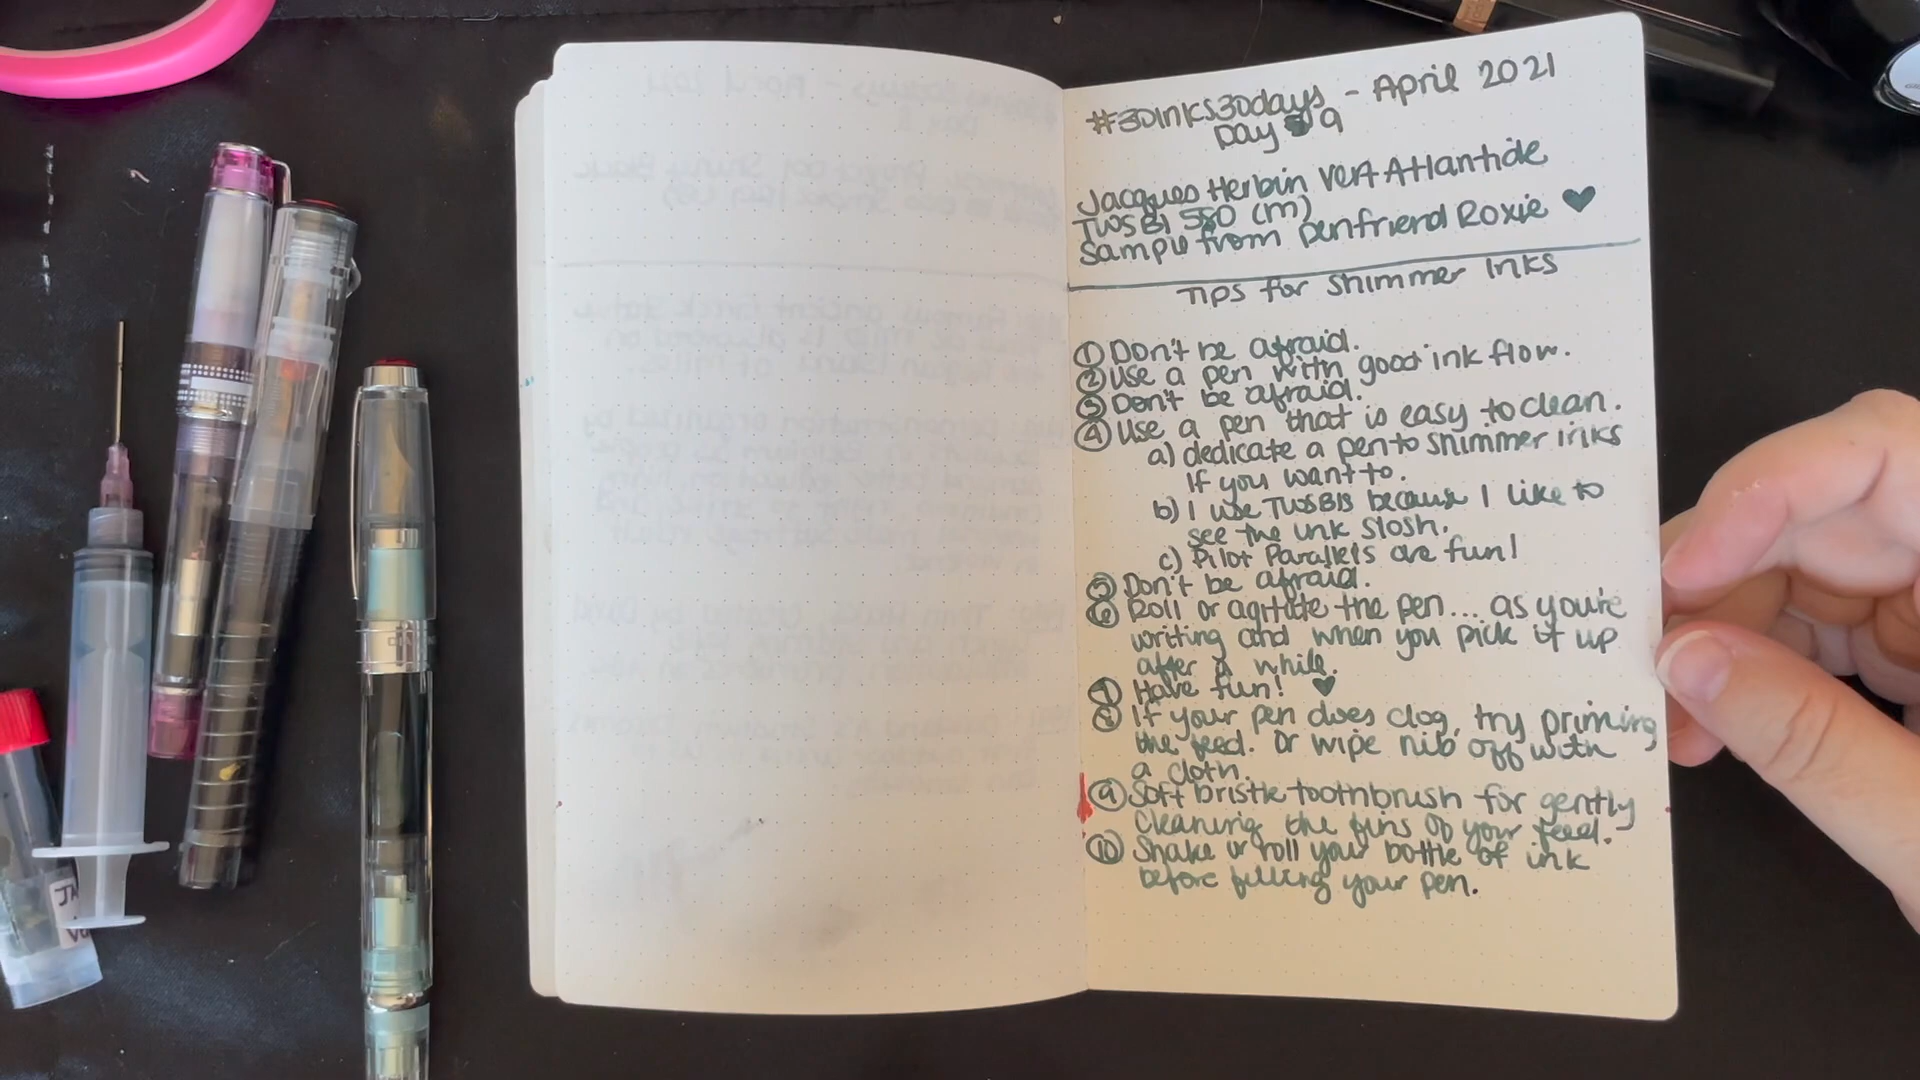 #30inks30days - April 2021
Day 9
Jacques Herbin Vert Atlantide
TWSBI 580 (M)
Sample from penfriend Roxie ♥
Tips for Shimmer Inks
① Don't be afraid.
② Use a pen with good ink flow.
③ Don't be afraid.
④ Use a pen that is easy to clean.
a) dedicate a pen to shimmer inks
if you want to.
b) I use TWSBIs because I like to
see the ink slosh.
c) Pilot Parallels are fun!
⑤ Don't be afraid.
⑥ Roll or agitate the pen... as you're
writing and when you pick it up
after a while.
⑦ Have fun! ♥
⑧ If your pen does clog, try priming
the feed. Or wipe nib off with
a cloth.
⑨ Soft bristle toothbrush for gently
cleaning the fins of your feed.
⑩ Shake or roll your bottle of ink
before filling your pen.
JA